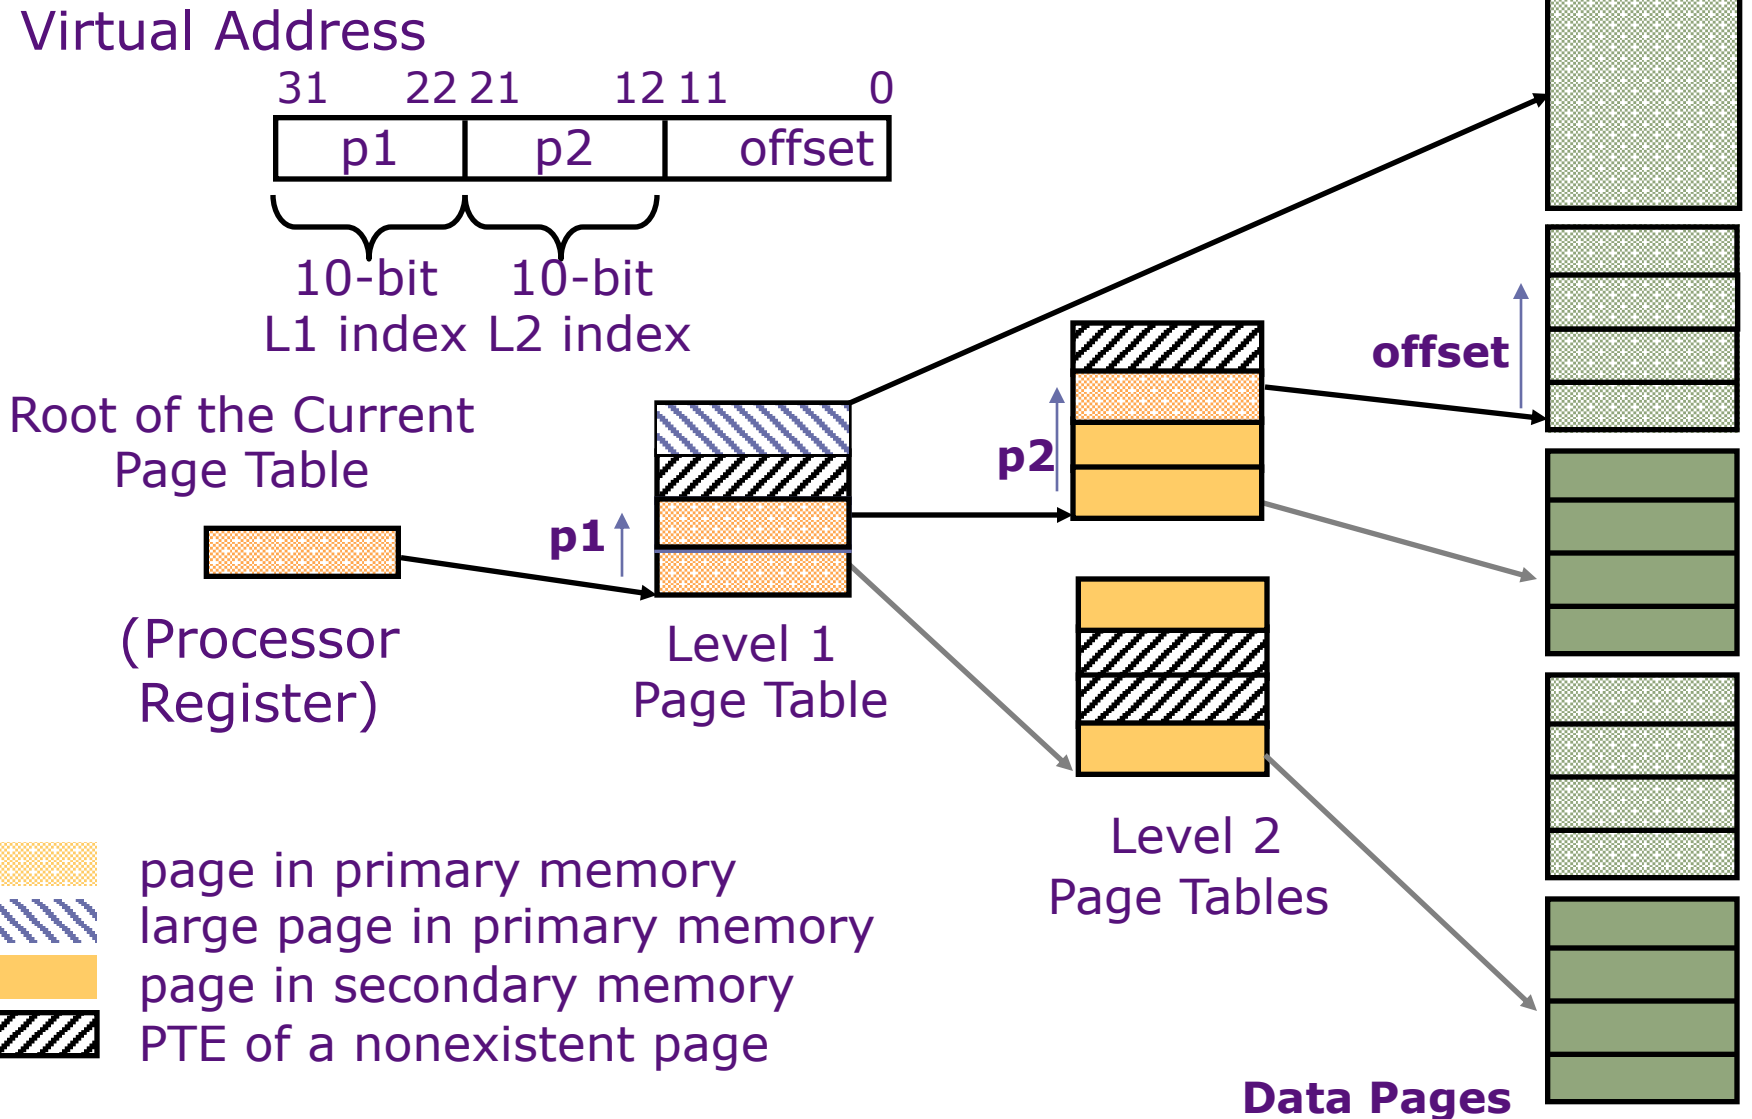 Virtual Address
31 22 21 12 11 0
p1 p2 offset
10-bit 10-bit
L1 index L2 index
offset
Root of the Current
Page Table
p2
p1
(Processor
Register)
Level 1
Page Table
Level 2
Page Tables
page in primary memory
large page in primary memory
page in secondary memory
PTE of a nonexistent page
Data Pages